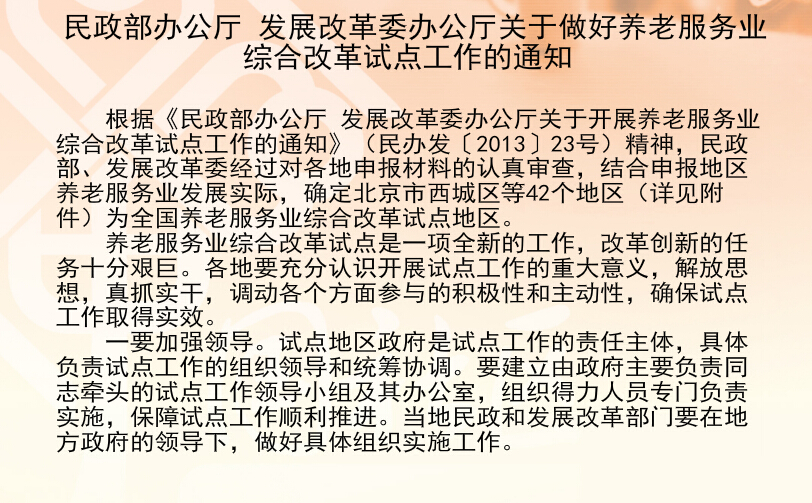 民政部办公厅 发展改革委办公厅关于做好养老服务业
综合改革试点工作的通知
根据《民政部办公厅 发展改革委办公厅关于开展养老服务业
综合改革试点工作的通知》（民办发〔2013〕23号）精神，民政
部、发展改革委经过对各地申报材料的认真审查，结合申报地区
养老服务业发展实际，确定北京市西城区等42个地区（详见附
件）为全国养老服务业综合改革试点地区。
养老服务业综合改革试点是一项全新的工作，改革创新的任
务十分艰巨。各地要充分认识开展试点工作的重大意义，解放思
想，真抓实干，调动各个方面参与的积极性和主动性，确保试点
工作取得实效。
一要加强领导。试点地区政府是试点工作的责任主体，具体
负责试点工作的组织领导和统筹协调。要建立由政府主要负责同
志牵头的试点工作领导小组及其办公室，组织得力人员专门负责
实施，保障试点工作顺利推进。当地民政和发展改革部门要在地
方政府的领导下，做好具体组织实施工作。